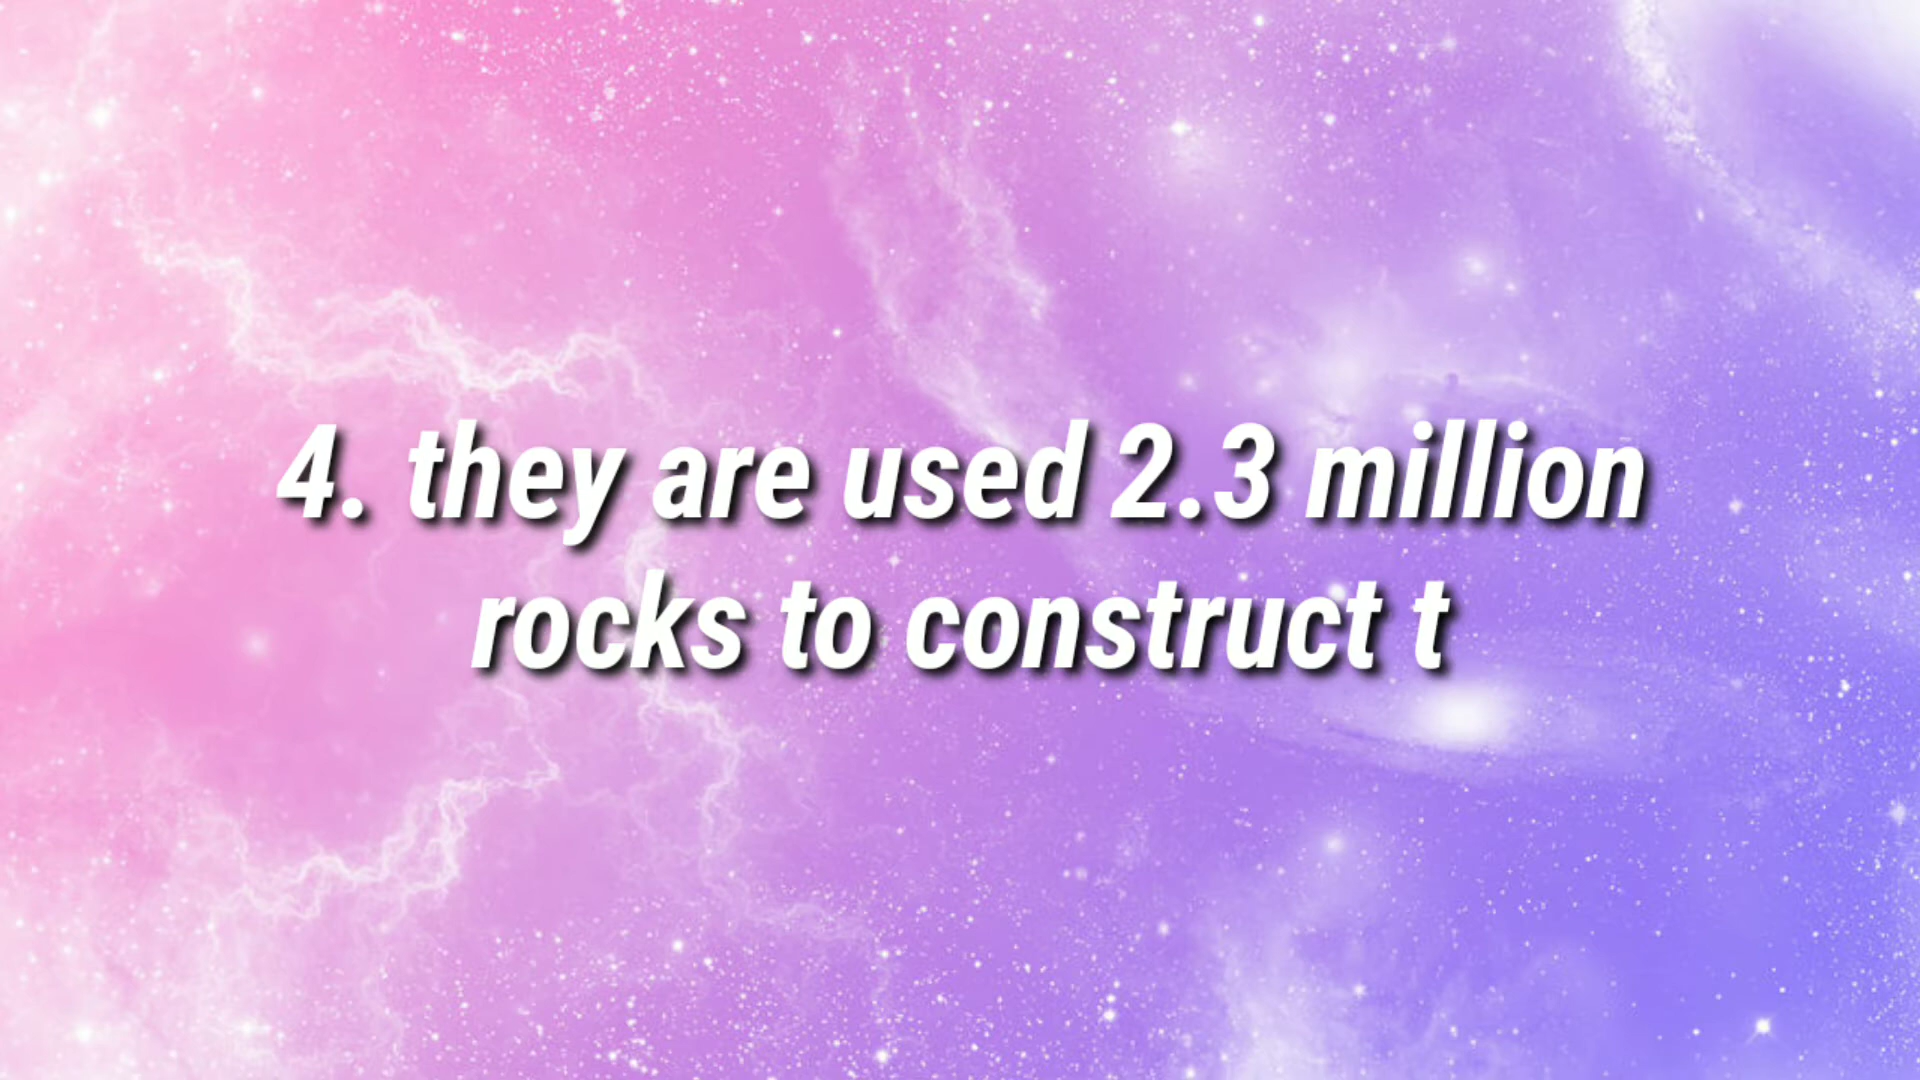 4. they are used 2.3 million
rocks to construct t